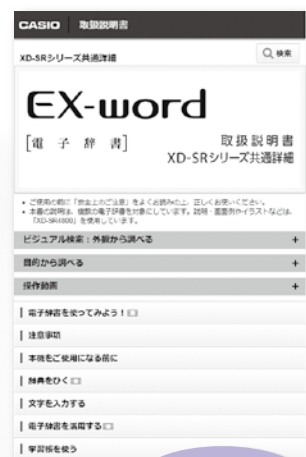 CASIO 取扱説明書
XD-SRシリーズ共通詳細
検索
EX-word
[電子辞書]
取扱説明書
XD-SRシリーズ共通詳細
• ご使用の前に「安全上のご注意」をよくお読みの上、正しくお使いください。
• 本書の説明は、複数の電子辞書を対象にしています。説明・画面例やイラストなどは、
「XD-SR4800」を使用しています。
ビジュアル検索：外観から調べる +
目的から調べる +
操作動画 +
電子辞書を使ってみよう！
注意事項
本機をご使用になる前に
辞典をひく
文字を入力する
電子辞書を活用する
学習帳を使う